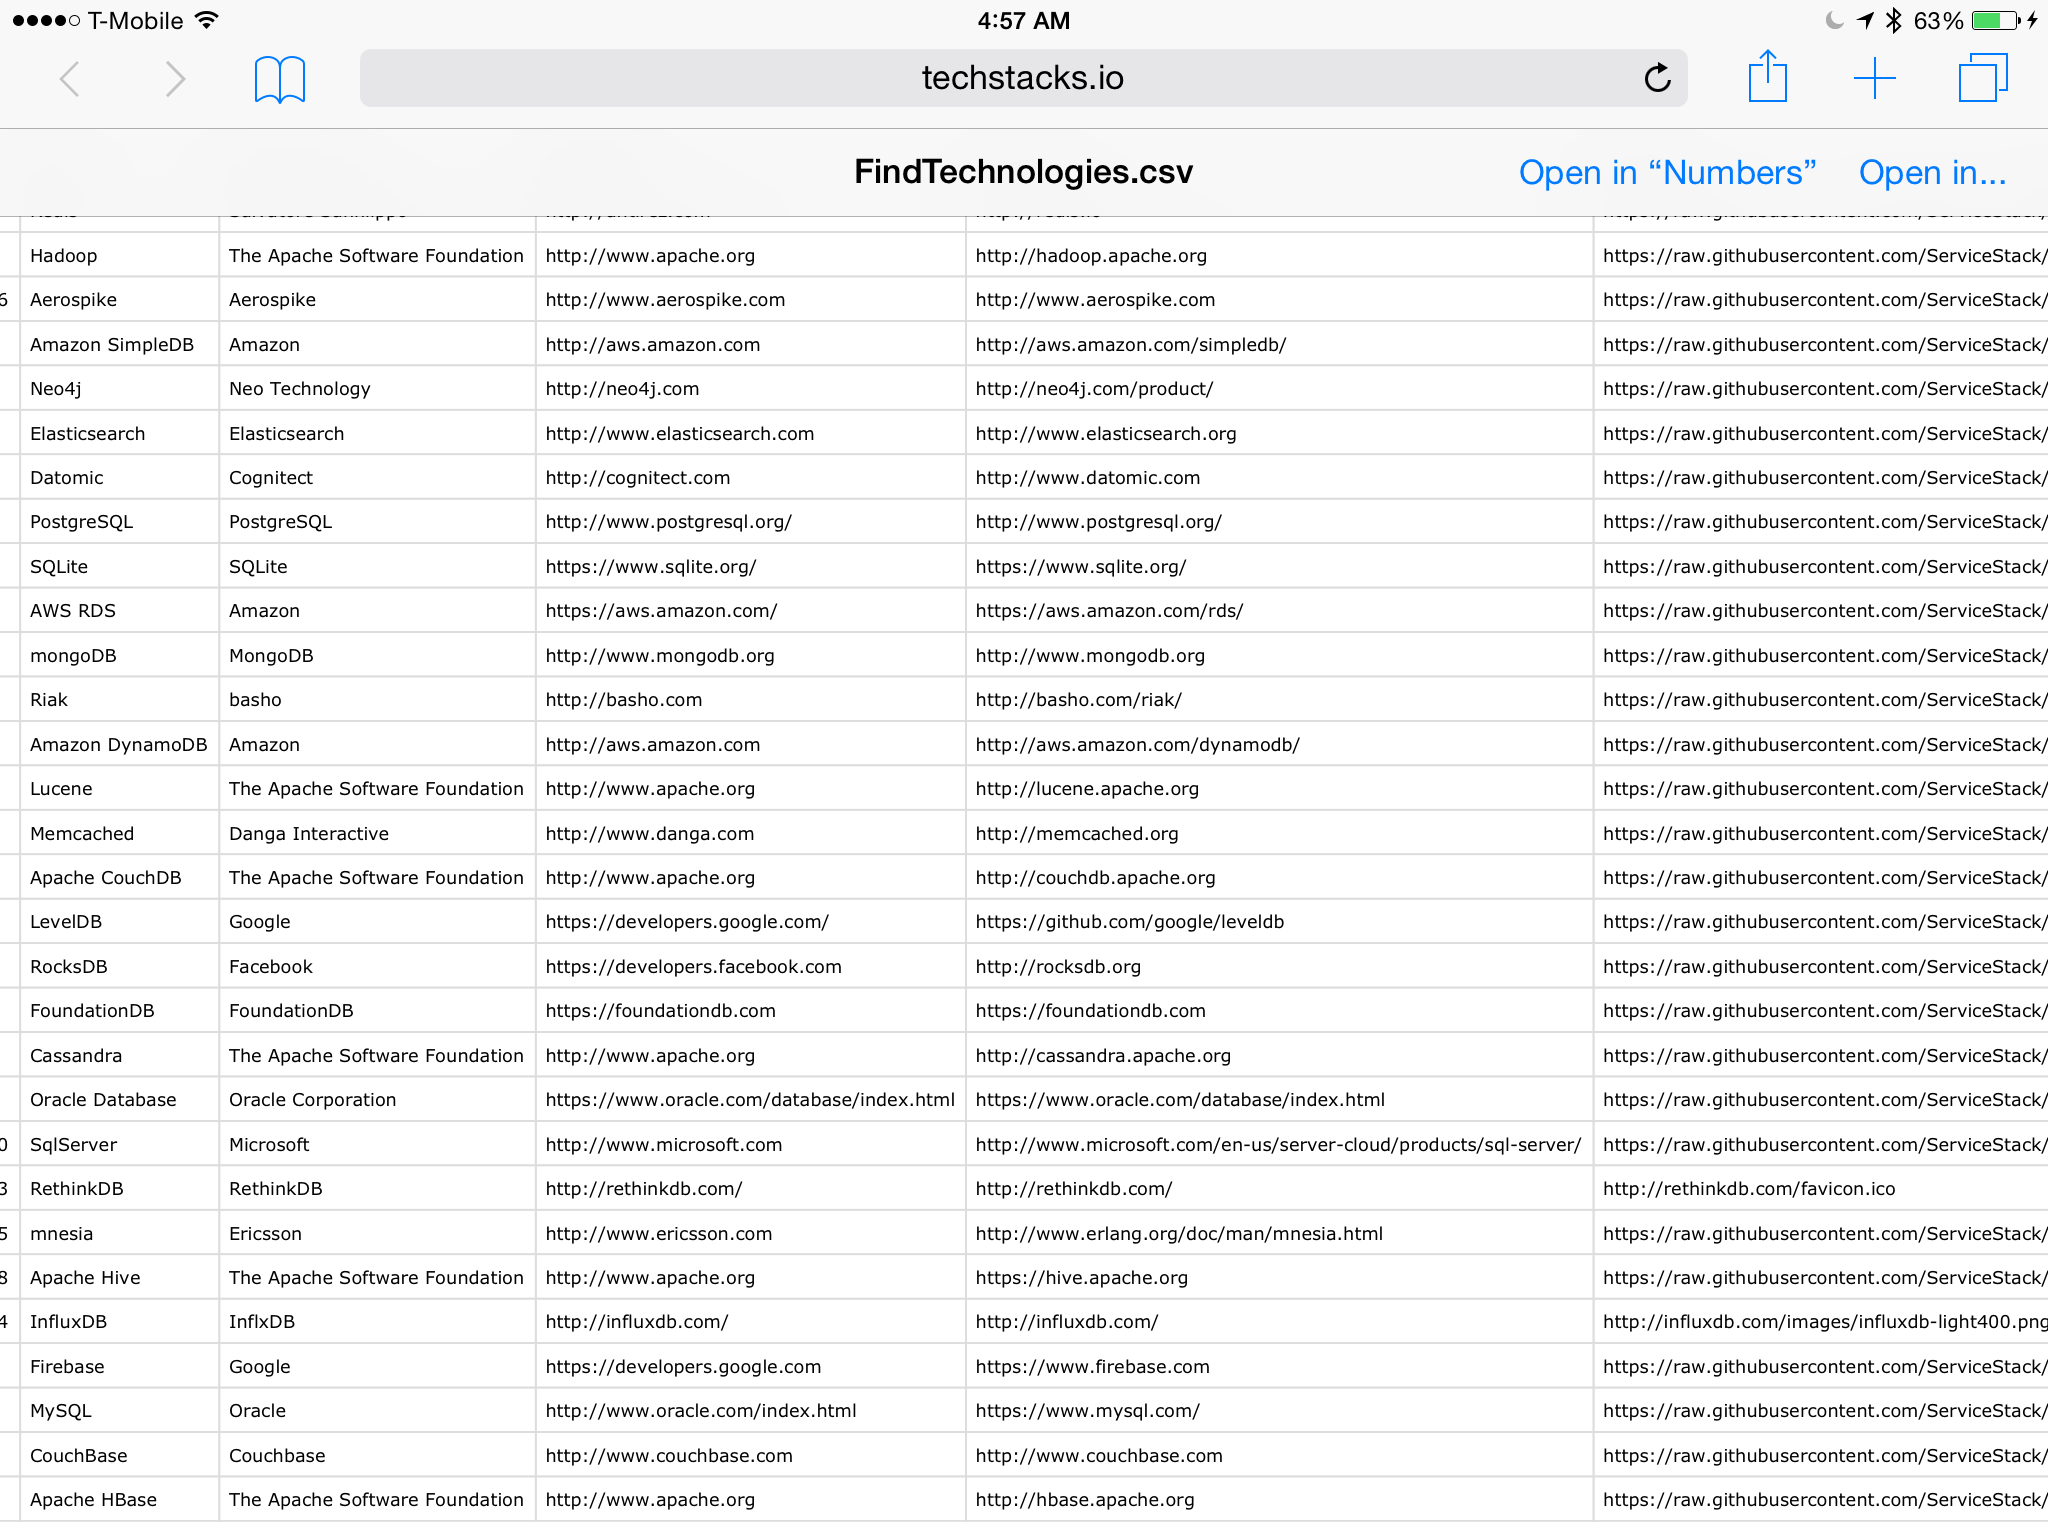 T-Mobile 4:57 AM 63%
techstacks.io
FindTechnologies.csv Open in “Numbers” Open in...
Hadoop The Apache Software Foundation http://www.apache.org http://hadoop.apache.org https://raw.githubusercontent.com/ServiceStack/
6 Aerospike Aerospike http://www.aerospike.com http://www.aerospike.com https://raw.githubusercontent.com/ServiceStack/
Amazon SimpleDB Amazon http://aws.amazon.com http://aws.amazon.com/simpledb/ https://raw.githubusercontent.com/ServiceStack/
Neo4j Neo Technology http://neo4j.com http://neo4j.com/product/ https://raw.githubusercontent.com/ServiceStack/
Elasticsearch Elasticsearch http://www.elasticsearch.com http://www.elasticsearch.org https://raw.githubusercontent.com/ServiceStack/
Datomic Cognitect http://cognitect.com http://www.datomic.com https://raw.githubusercontent.com/ServiceStack/
PostgreSQL PostgreSQL http://www.postgresql.org/ http://www.postgresql.org/ https://raw.githubusercontent.com/ServiceStack/
SQLite SQLite https://www.sqlite.org/ https://www.sqlite.org/ https://raw.githubusercontent.com/ServiceStack/
AWS RDS Amazon https://aws.amazon.com/ https://aws.amazon.com/rds/ https://raw.githubusercontent.com/ServiceStack/
mongoDB MongoDB http://www.mongodb.org http://www.mongodb.org https://raw.githubusercontent.com/ServiceStack/
Riak basho http://basho.com http://basho.com/riak/ https://raw.githubusercontent.com/ServiceStack/
Amazon DynamoDB Amazon http://aws.amazon.com http://aws.amazon.com/dynamodb/ https://raw.githubusercontent.com/ServiceStack/
Lucene The Apache Software Foundation http://www.apache.org http://lucene.apache.org https://raw.githubusercontent.com/ServiceStack/
Memcached Danga Interactive http://www.danga.com http://memcached.org https://raw.githubusercontent.com/ServiceStack/
Apache CouchDB The Apache Software Foundation http://www.apache.org http://couchdb.apache.org https://raw.githubusercontent.com/ServiceStack/
LevelDB Google https://developers.google.com/ https://github.com/google/leveldb https://raw.githubusercontent.com/ServiceStack/
RocksDB Facebook https://developers.facebook.com http://rocksdb.org https://raw.githubusercontent.com/ServiceStack/
FoundationDB FoundationDB https://foundationdb.com https://foundationdb.com https://raw.githubusercontent.com/ServiceStack/
Cassandra The Apache Software Foundation http://www.apache.org http://cassandra.apache.org https://raw.githubusercontent.com/ServiceStack/
Oracle Database Oracle Corporation https://www.oracle.com/database/index.html https://www.oracle.com/database/index.html https://raw.githubusercontent.com/ServiceStack/
0 SqlServer Microsoft http://www.microsoft.com http://www.microsoft.com/en-us/server-cloud/products/sql-server/ https://raw.githubusercontent.com/ServiceStack/
3 RethinkDB RethinkDB http://rethinkdb.com/ http://rethinkdb.com/ http://rethinkdb.com/favicon.ico
5 mnesia Ericsson http://www.ericsson.com http://www.erlang.org/doc/man/mnesia.html https://raw.githubusercontent.com/ServiceStack/
8 Apache Hive The Apache Software Foundation http://www.apache.org https://hive.apache.org https://raw.githubusercontent.com/ServiceStack/
4 InfluxDB InflxDB http://influxdb.com/ http://influxdb.com/ http://influxdb.com/images/influxdb-light400.png
Firebase Google https://developers.google.com https://www.firebase.com https://raw.githubusercontent.com/ServiceStack/
MySQL Oracle http://www.oracle.com/index.html https://www.mysql.com/ https://raw.githubusercontent.com/ServiceStack/
CouchBase Couchbase http://www.couchbase.com http://www.couchbase.com https://raw.githubusercontent.com/ServiceStack/
Apache HBase The Apache Software Foundation http://www.apache.org http://hbase.apache.org https://raw.githubusercontent.com/ServiceStack/